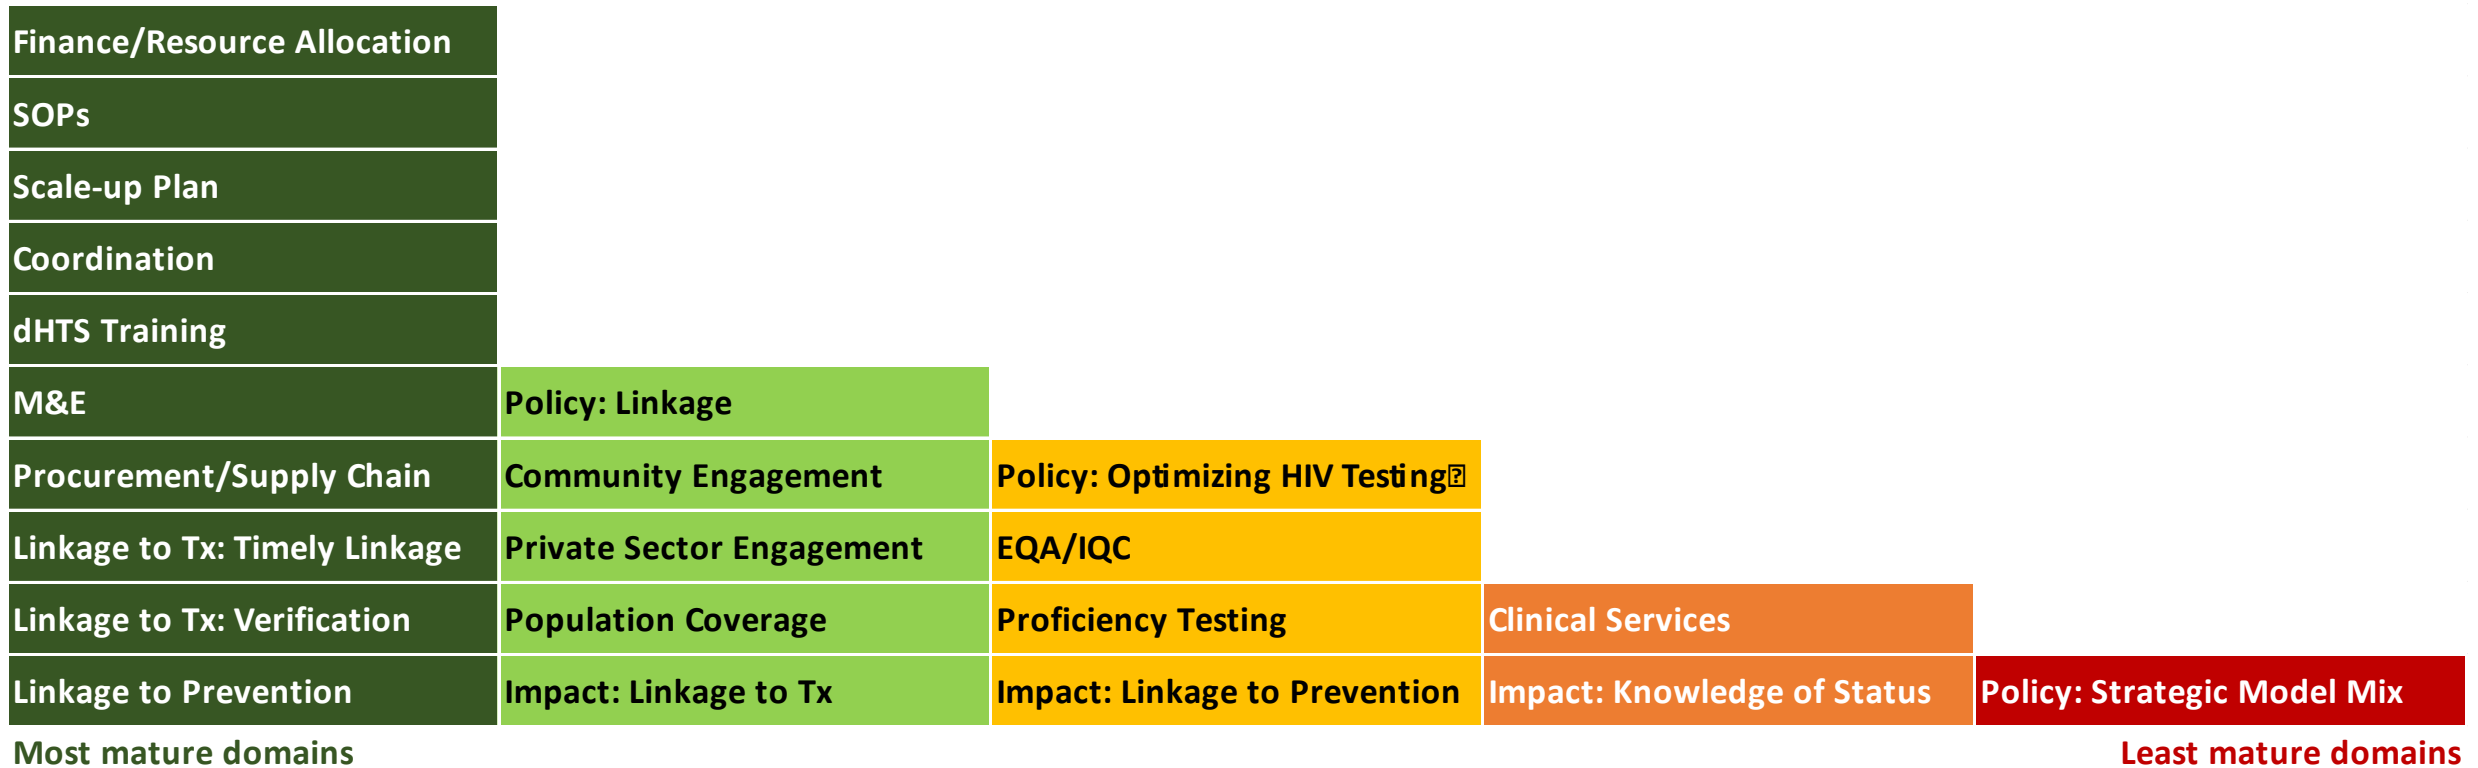 Finance/Resource Allocation
SOPs
Scale-up Plan
Coordination
dHTS Training
M&E
Policy: Linkage
Procurement/Supply Chain
Community Engagement
Policy: Optimizing HIV Testing⍰
Linkage to Tx: Timely Linkage
Private Sector Engagement
EQA/IQC
Linkage to Tx: Verification
Population Coverage
Proficiency Testing
Clinical Services
Linkage to Prevention
Impact: Linkage to Tx
Impact: Linkage to Prevention
Impact: Knowledge of Status
Policy: Strategic Model Mix
Most mature domains
Least mature domains